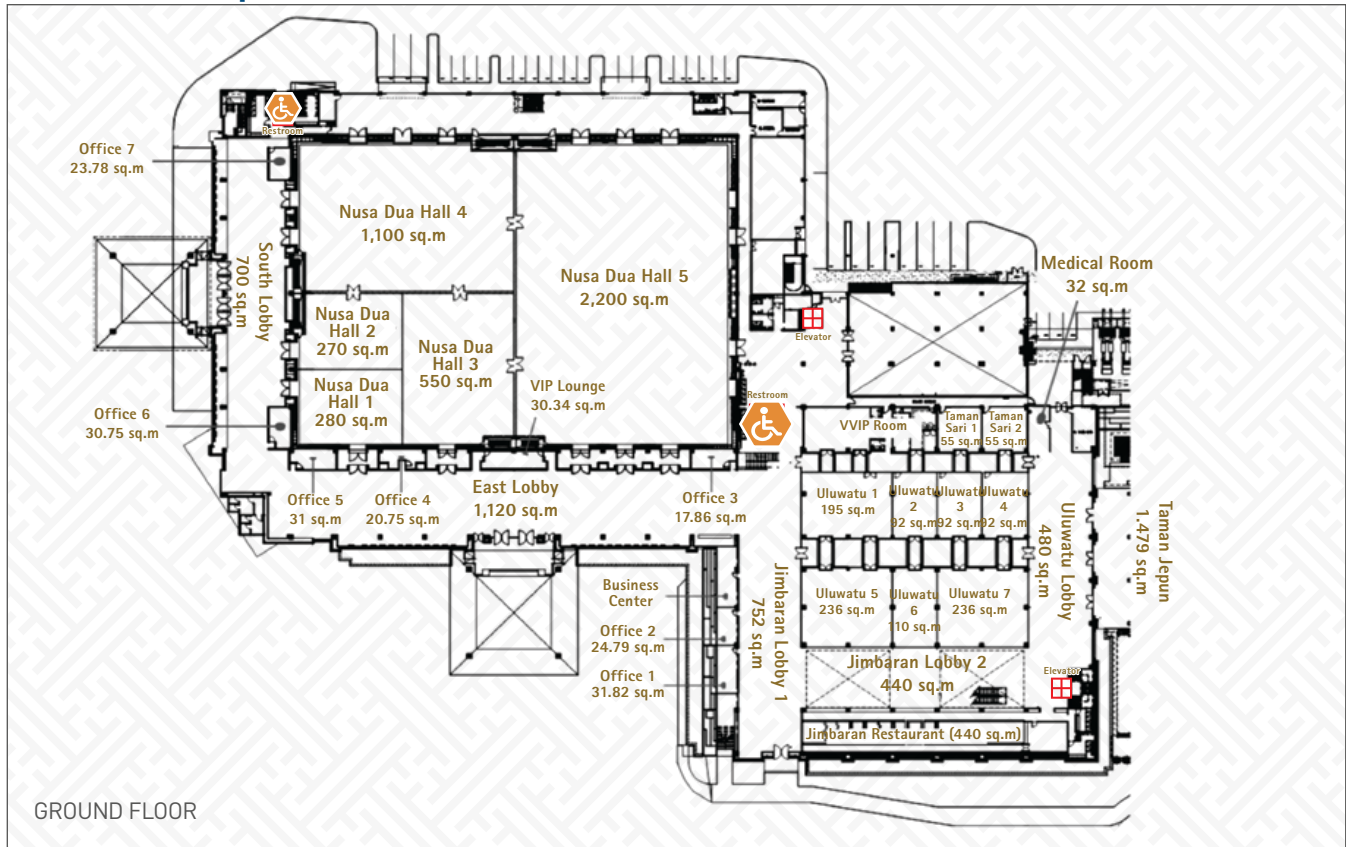 Restroom
Office 7
23.78 sq.m
Nusa Dua Hall 4
1,100 sq.m
South Lobby
700 sq.m
Nusa Dua Hall 5
2,200 sq.m
Medical Room
32 sq.m
Elevator
Nusa Dua
Hall 2
270 sq.m
Nusa Dua
Hall 3
550 sq.m
Nusa Dua
Hall 1
280 sq.m
VIP Lounge
30.34 sq.m
Office 6
30.75 sq.m
Restroom
VVIP Room
Taman
Sari 1
55 sq.m
Taman
Sari 2
55 sq.m
Office 5
31 sq.m
Office 4
20.75 sq.m
East Lobby
1,120 sq.m
Office 3
17.86 sq.m
Uluwatu 1
195 sq.m
Uluwatu
2
92 sq.m
Uluwatu
3
92 sq.m
Uluwatu
4
92 sq.m
Uluwatu Lobby
480 sq.m
Taman Jepun
1.479 sq.m
Business
Center
Office 2
24.79 sq.m
Office 1
31.82 sq.m
Jimbaran Lobby 1
752 sq.m
Uluwatu 5
236 sq.m
Uluwatu
6
110 sq.m
Uluwatu 7
236 sq.m
Jimbaran Lobby 2
440 sq.m
Elevator
Jimbaran Restaurant (440 sq.m)
GROUND FLOOR